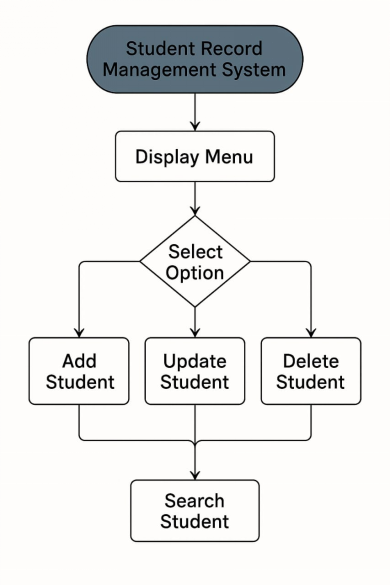 Student Record
Management System
Display Menu
Select
Option
Add
Student
Update
Student
Delete
Student
Search
Student